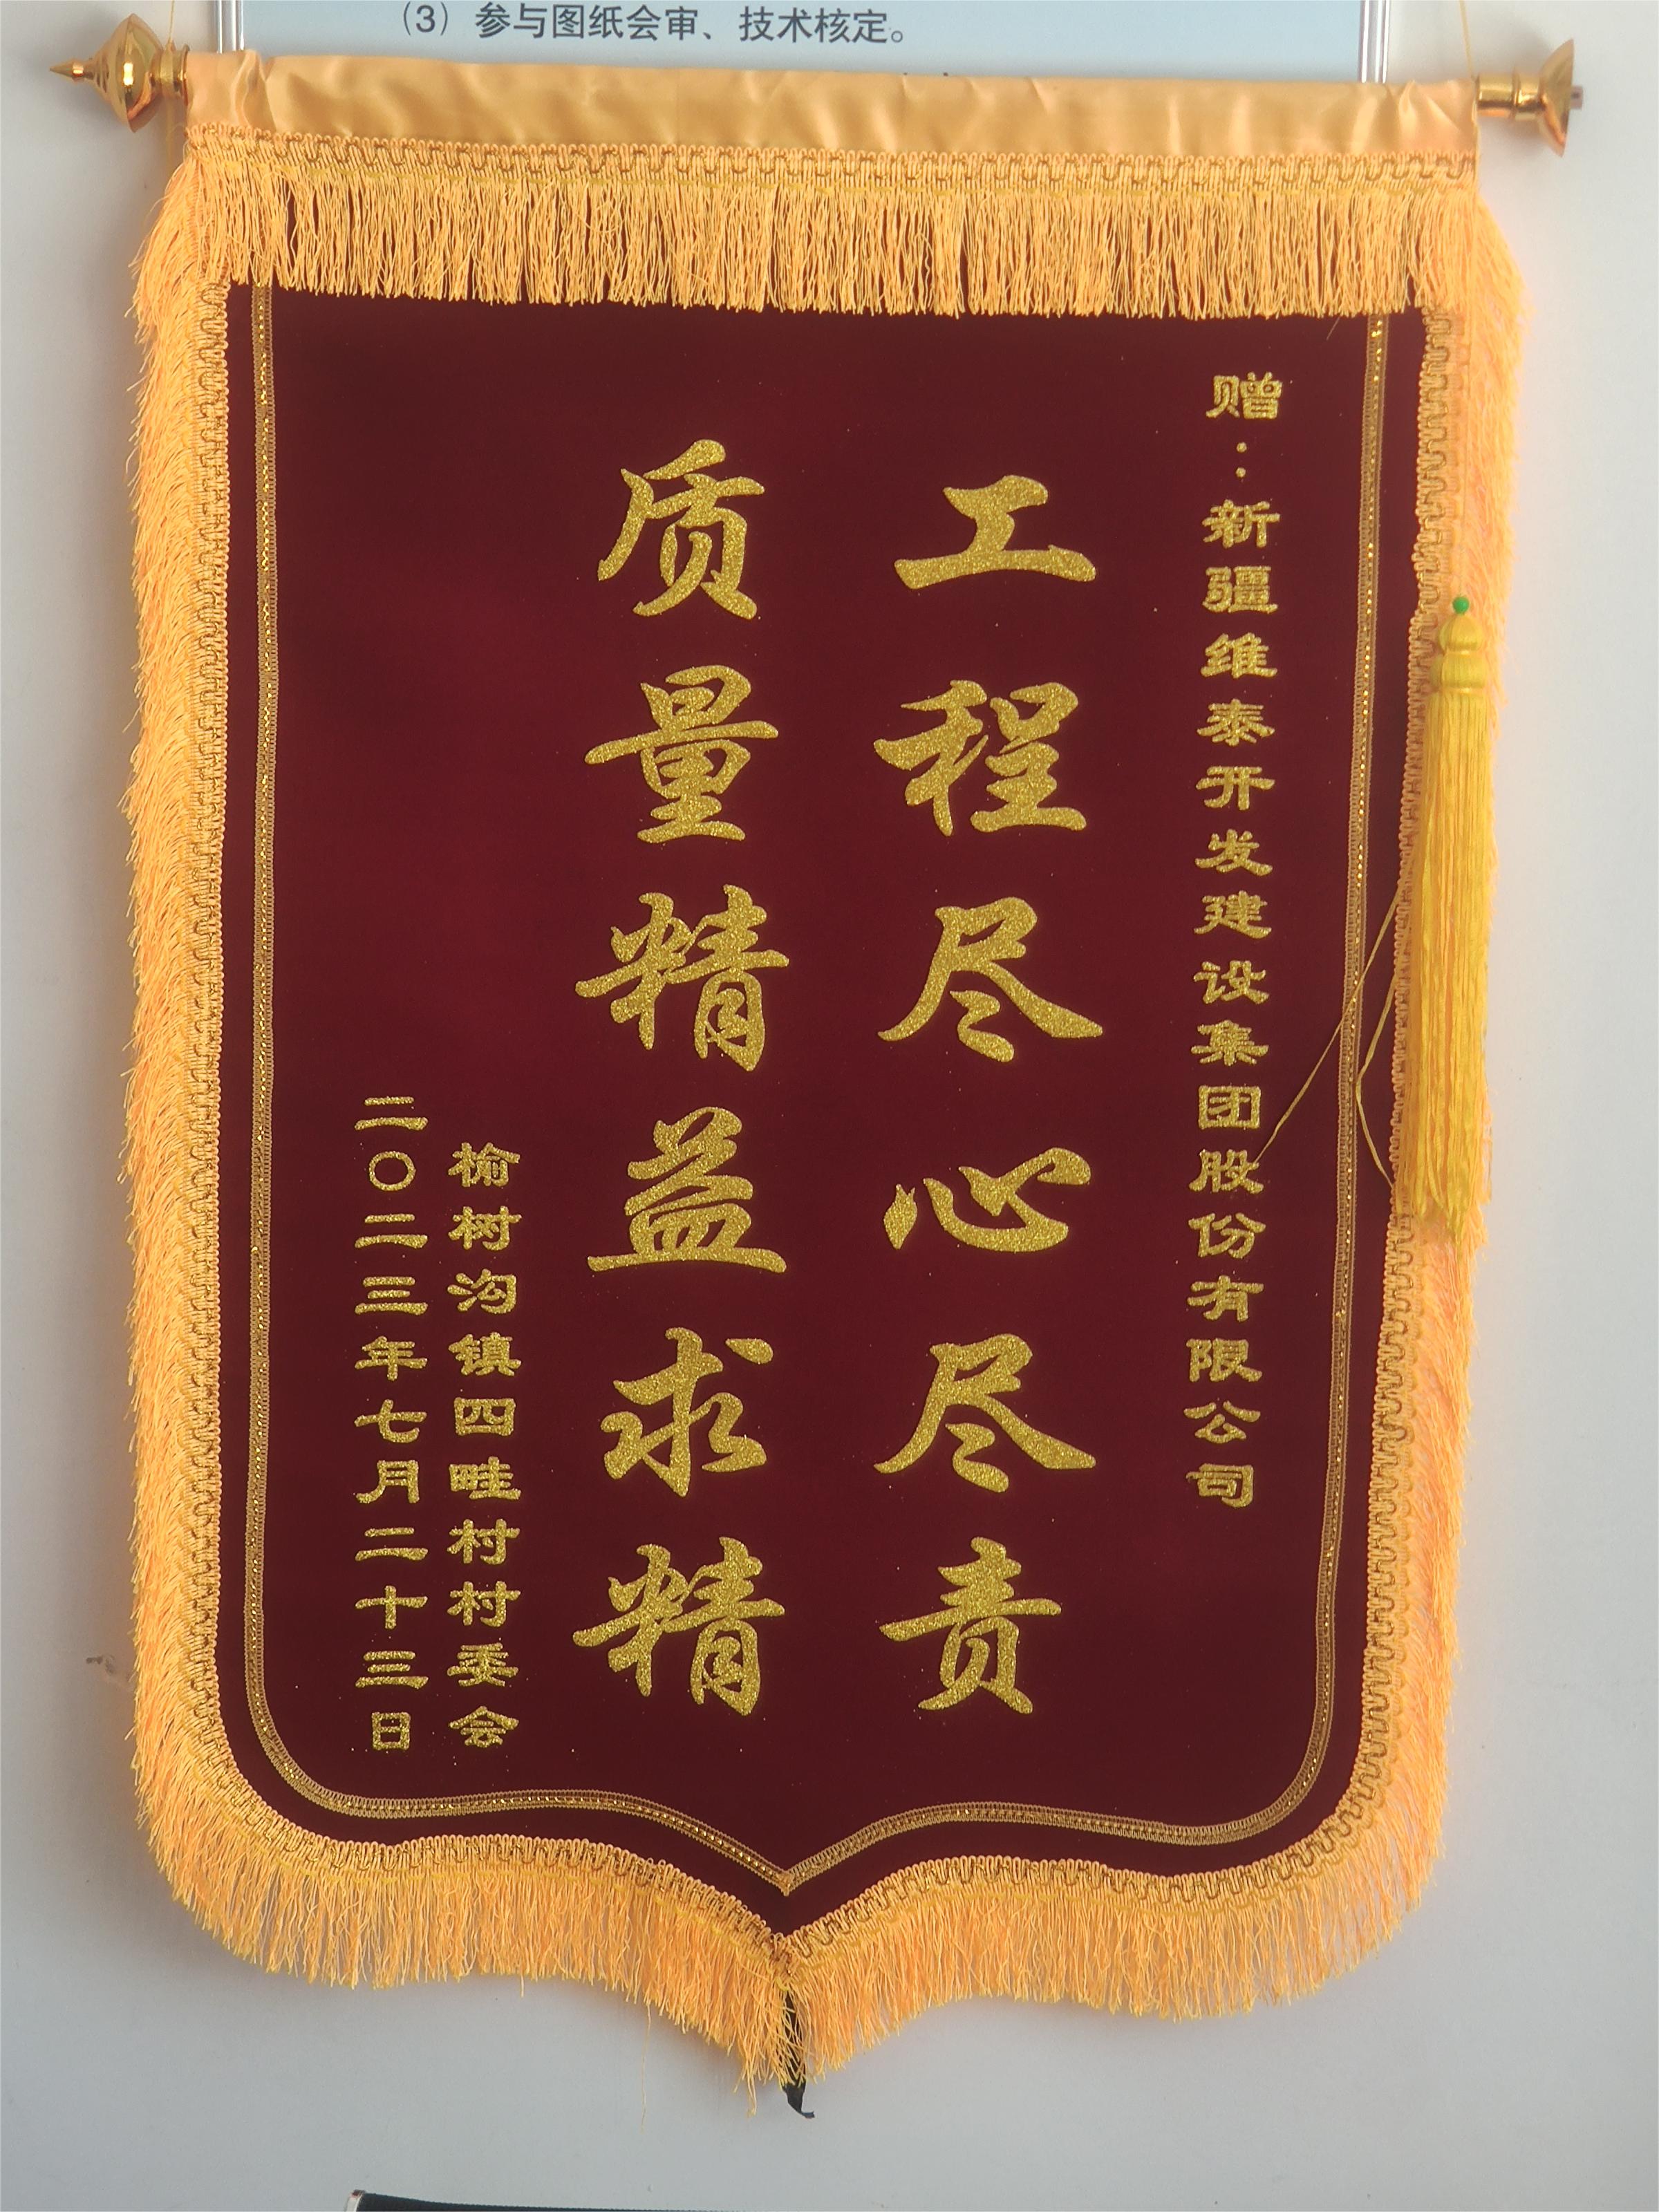 (3) 参与图纸会审、技术核定。
赠:新疆维泰开发建设集团股份有限公司
工程尽心尽责
质量精益求精
榆树沟镇四畦村村委会
二〇二三年七月二十三日